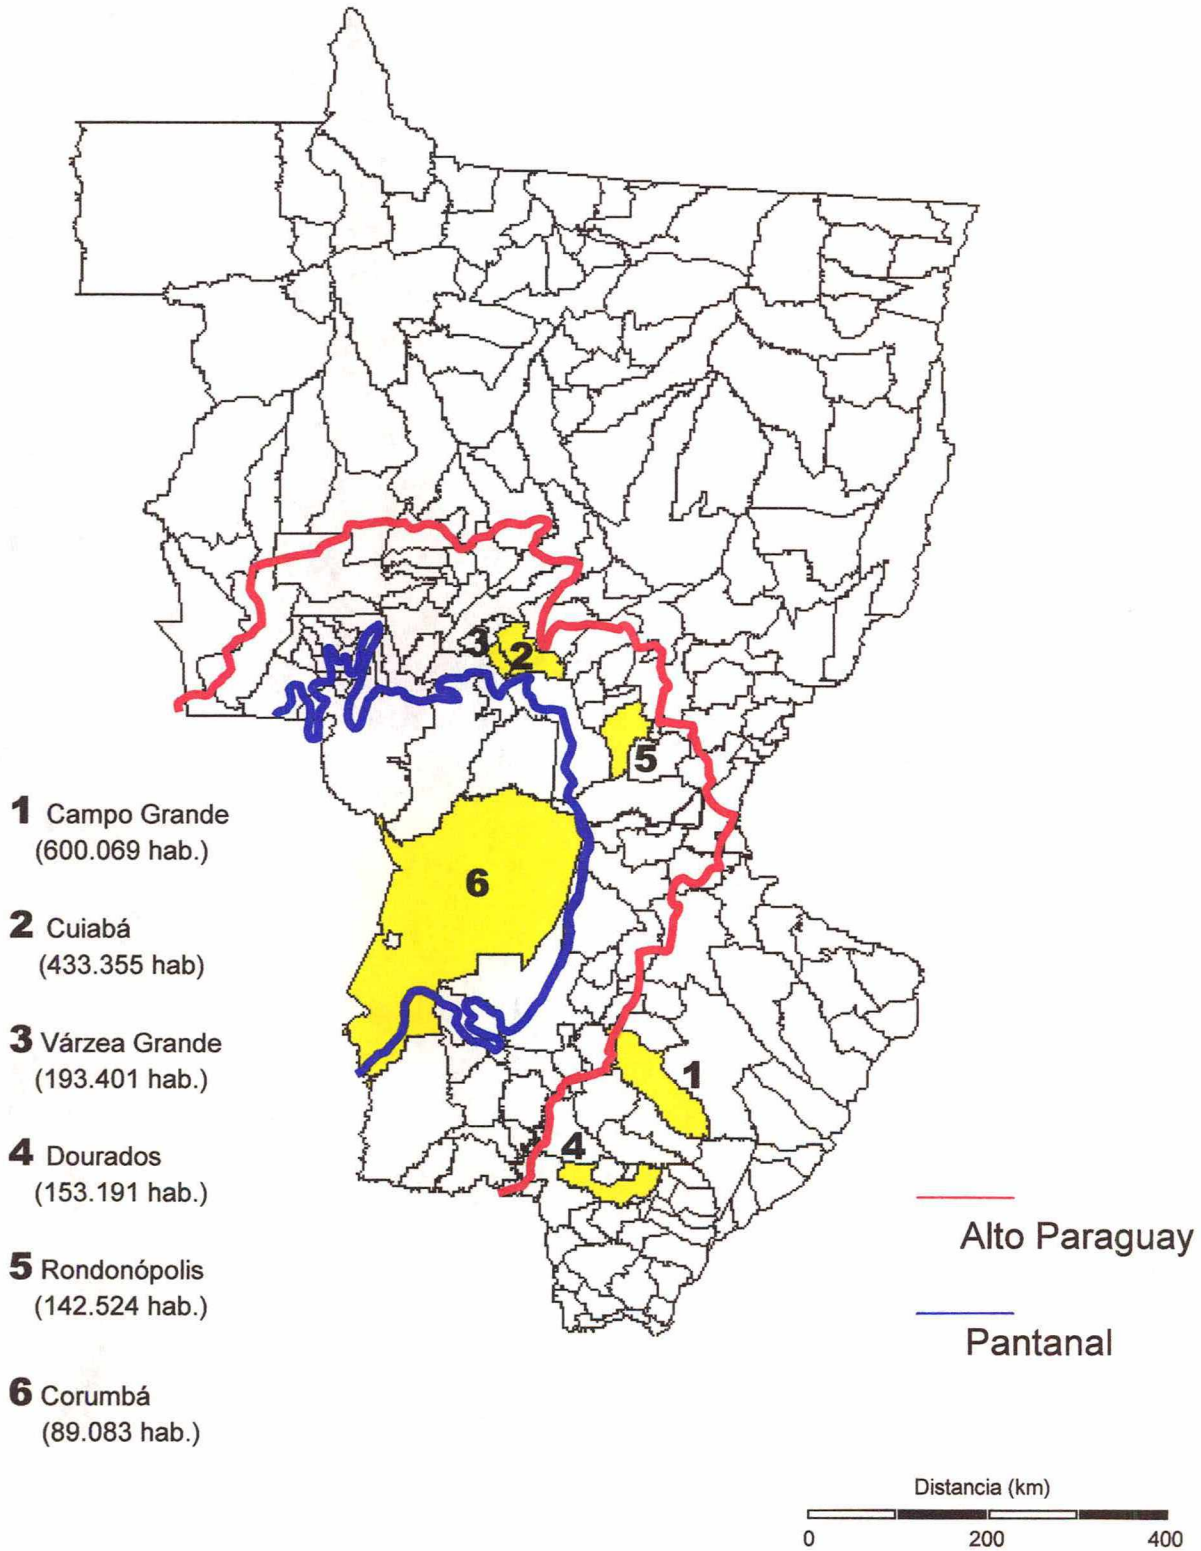 3
2
5
6
1
4
1 Campo Grande
(600.069 hab.)
2 Cuiabá
(433.355 hab)
3 Várzea Grande
(193.401 hab.)
4 Dourados
(153.191 hab.)
5 Rondonópolis
(142.524 hab.)
6 Corumbá
(89.083 hab.)
Alto Paraguay
Pantanal
Distancia (km)
0 200 400